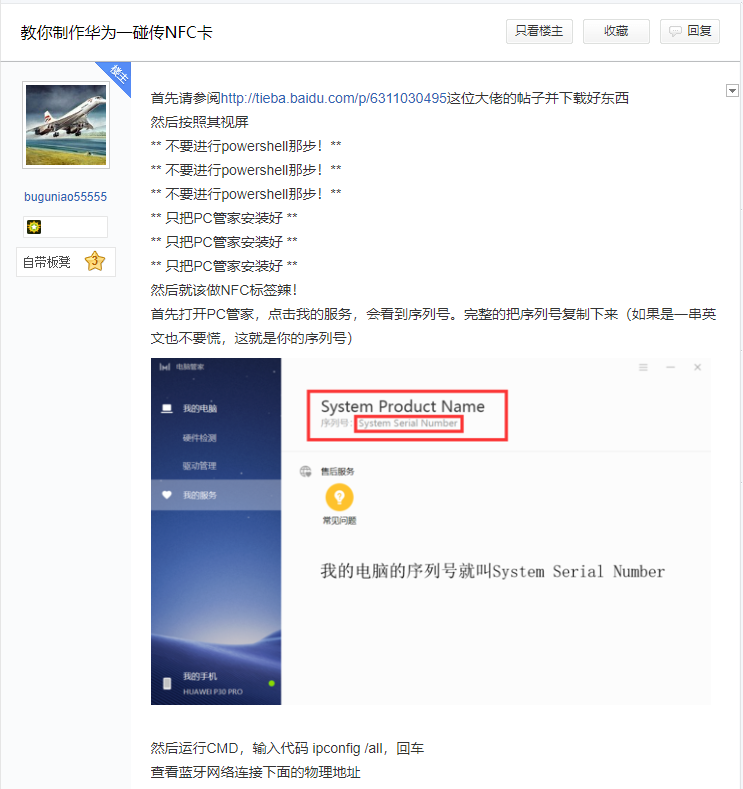 教你制作华为一碰传NFC卡
只看楼主
收藏
回复
楼主
buguniao55555
自带板凳
3
首先请参阅http://tieba.baidu.com/p/6311030495这位大佬的帖子并下载好东西
然后按照其视屏
** 不要进行powershell那步！**
** 不要进行powershell那步！**
** 不要进行powershell那步！**
** 只把PC管家安装好 **
** 只把PC管家安装好 **
** 只把PC管家安装好 **
然后就该做NFC标签辣！
首先打开PC管家，点击我的服务，会看到序列号。完整的把序列号复制下来（如果是一串英
文也不要慌，这就是你的序列号）
电脑管家
我的电脑
硬件检测
驱动管理
我的服务
我的手机
HUAWEI P30 PRO
System Product Name
序列号: System Serial Number
售后服务
常见问题
我的电脑的序列号就叫System Serial Number
然后运行CMD，输入代码 ipconfig /all，回车
查看蓝牙网络连接下面的物理地址